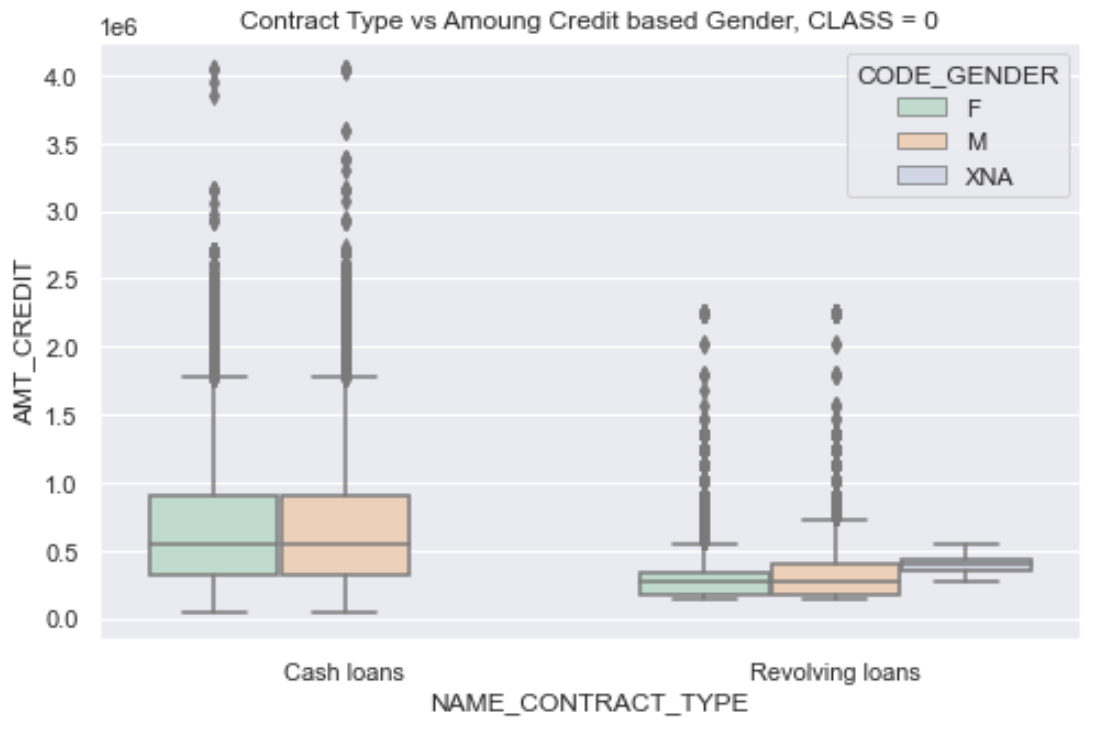 Contract Type vs Amoung Credit based Gender, CLASS = 0
1e6
CODE_GENDER
F
M
XNA
4.0
3.5
3.0
2.5
2.0
1.5
1.0
0.5
0.0
AMT_CREDIT
Cash loans
Revolving loans
NAME_CONTRACT_TYPE